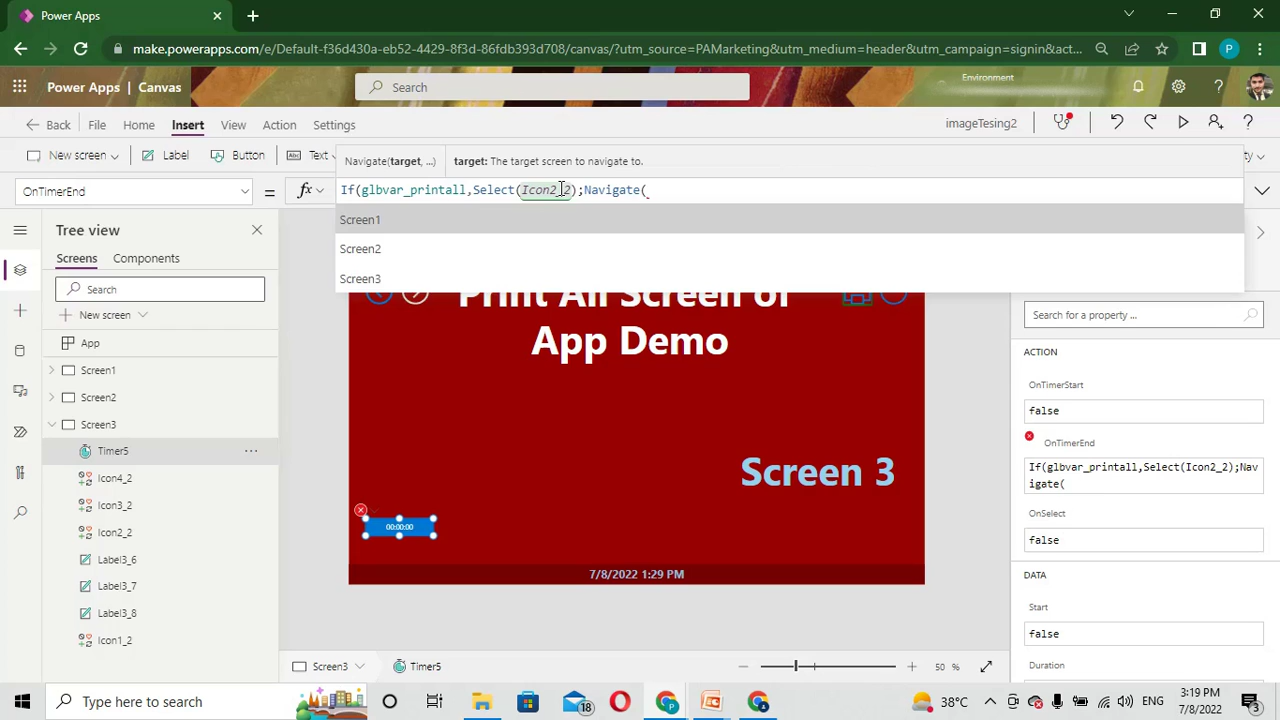 Power Apps
make.powerapps.com/e/Default-f36d430a-eb52-4429-8f3d-86fde7093d708/canvas/?utm_source=PAMarketing&utm_medium=header&utm_campaign=signin&act...
P
Power Apps | Canvas
Search
Environment
Back
File
Home
Insert
View
Action
Settings
imageTesing2
New screen
Label
Button
Abc Text
Navigate(target, ...)
target: The target screen to navigate to.
OnTimerEnd
=
fx
If(glbvar_printall,Select(Icon2_2);Navigate(
Screen1
Screen2
Screen3
Tree view
Screens
Components
Search
New screen
App
Screen1
Screen2
Screen3
Timer5
Icon4_2
Icon3_2
Icon2_2
Label3_6
Label3_7
Label3_8
Icon1_2
Print All Screen of
App Demo
Screen 3
00:00:00
7/8/2022 1:29 PM
Search for a property ...
ACTION
OnTimerStart
false
OnTimerEnd
If(glbvar_printall,Select(Icon2_2);Nav
igate(
OnSelect
false
DATA
Start
false
Duration
Screen3
Timer5
50 %
Type here to search
18
38°C
ENG
3:19 PM
7/8/2022
3